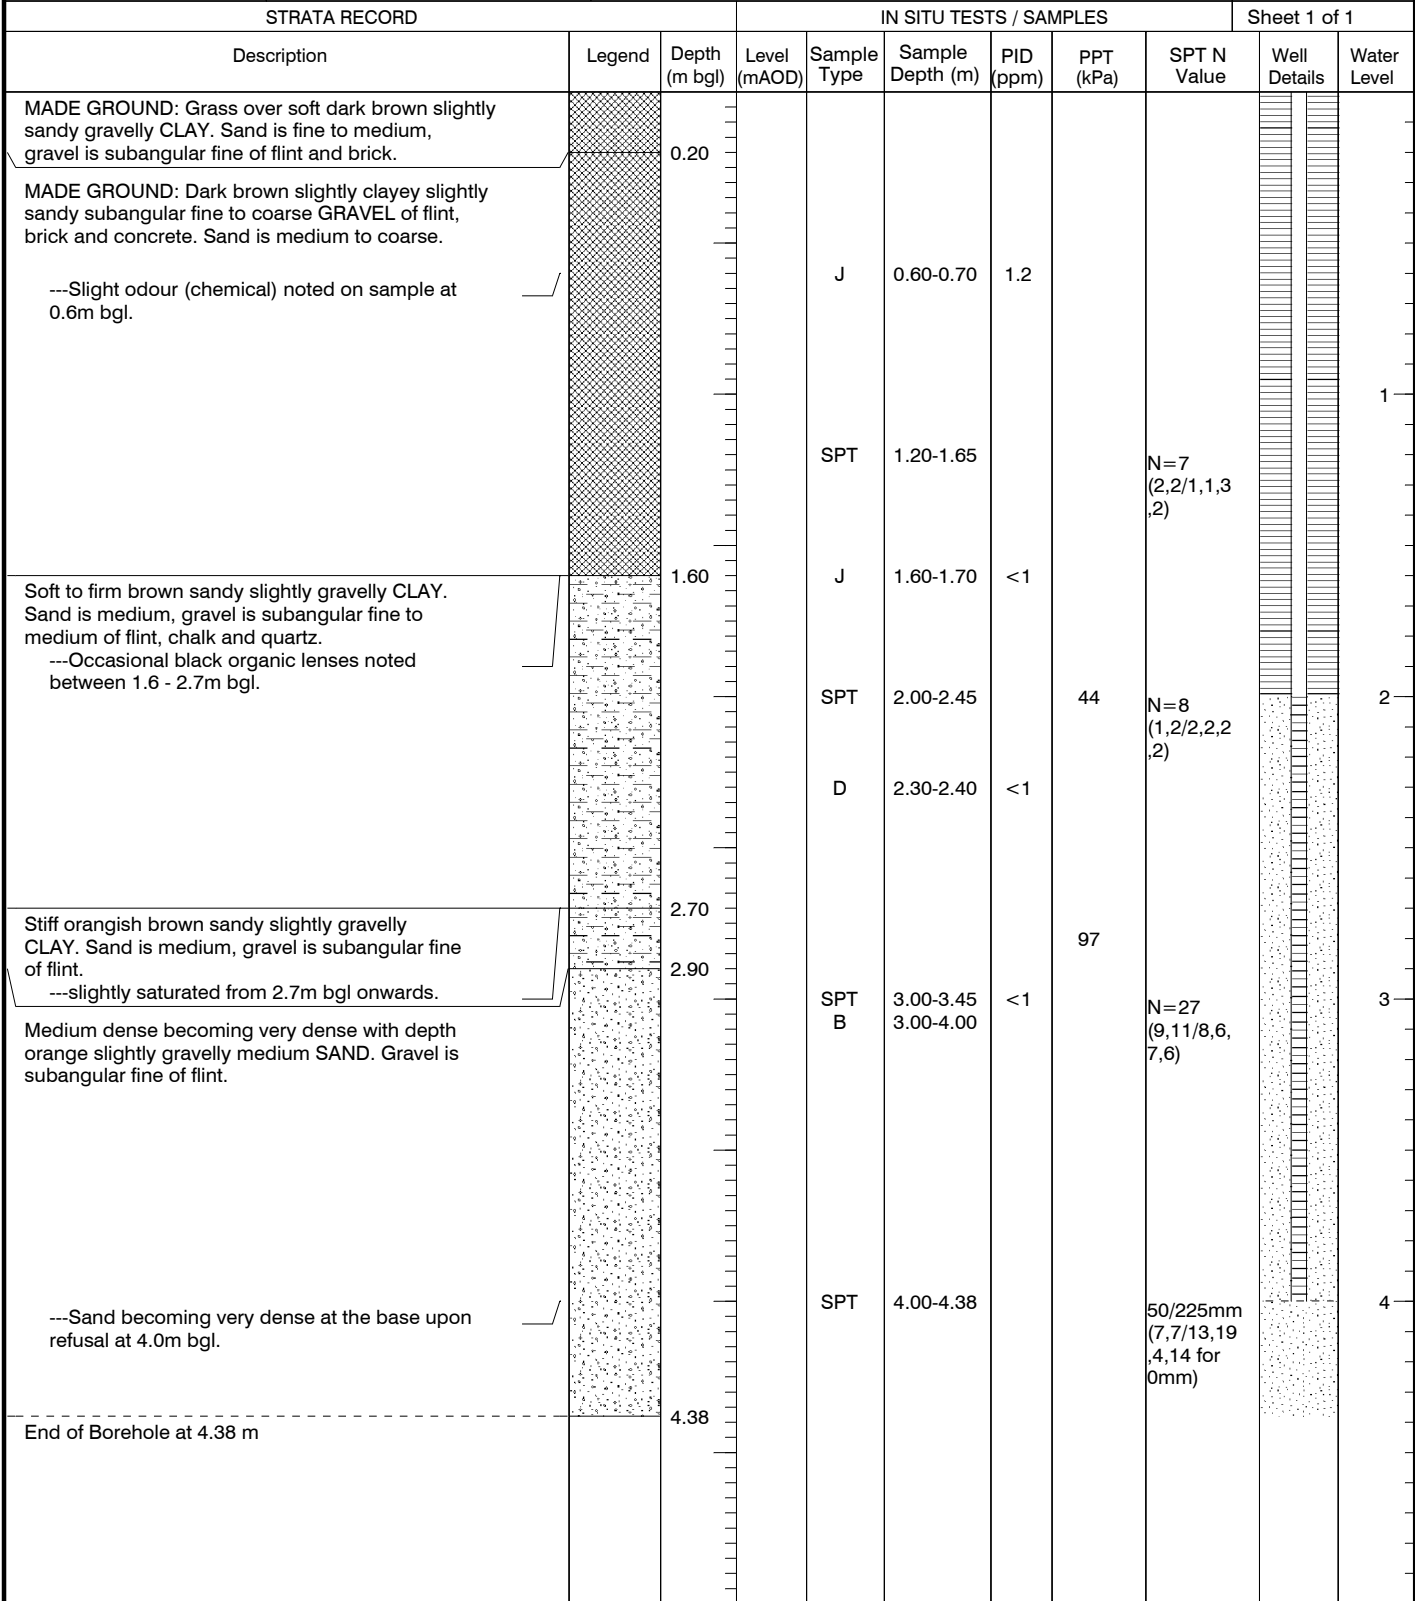 STRATA RECORD
IN SITU TESTS / SAMPLES
Sheet 1 of 1
Description
Legend
Depth
(m bgl)
Level
(mAOD)
Sample
Type
Sample
Depth (m)
PID
(ppm)
PPT
(kPa)
SPT N
Value
Well
Details
Water
Level
MADE GROUND: Grass over soft dark brown slightly
sandy gravelly CLAY. Sand is fine to medium,
gravel is subangular fine of flint and brick.
0.20
MADE GROUND: Dark brown slightly clayey slightly
sandy subangular fine to coarse GRAVEL of flint,
brick and concrete. Sand is medium to coarse.
---Slight odour (chemical) noted on sample at
0.6m bgl.
J 0.60-0.70 1.2
1
SPT 1.20-1.65
N=7
(2,2/1,1,3
,2)
1.60
J 1.60-1.70 <1
Soft to firm brown sandy slightly gravelly CLAY.
Sand is medium, gravel is subangular fine to
medium of flint, chalk and quartz.
---Occasional black organic lenses noted
between 1.6 - 2.7m bgl.
SPT 2.00-2.45 44
N=8
(1,2/2,2,2
,2)
2
D 2.30-2.40 <1
2.70
Stiff orangish brown sandy slightly gravelly
CLAY. Sand is medium, gravel is subangular fine
of flint.
---slightly saturated from 2.7m bgl onwards.
97
2.90
SPT 3.00-3.45 <1
B 3.00-4.00
N=27
(9,11/8,6,
7,6)
3
Medium dense becoming very dense with depth
orange slightly gravelly medium SAND. Gravel is
subangular fine of flint.
---Sand becoming very dense at the base upon
refusal at 4.0m bgl.
SPT 4.00-4.38
50/225mm
(7,7/13,19
,4,14 for
0mm)
4
4.38
End of Borehole at 4.38 m